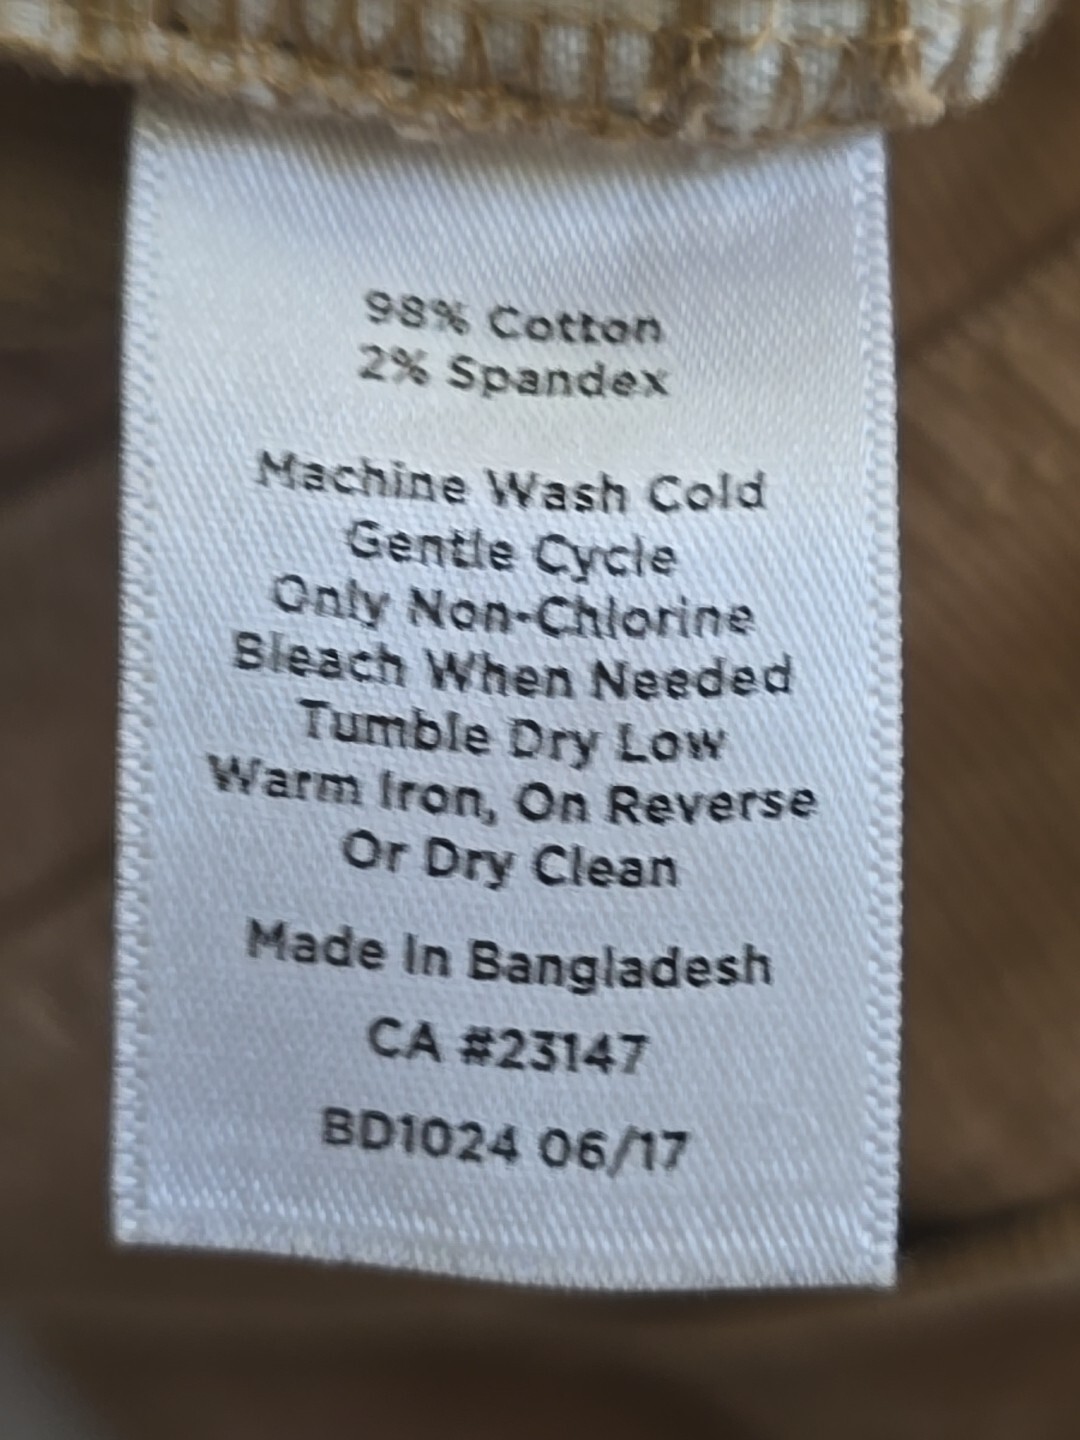 98% Cotton
2% Spandex
Machine Wash Cold
Gentle Cycle
Only Non-Chlorine
Bleach When Needed
Tumble Dry Low
Warm Iron, On Reverse
Or Dry Clean
Made In Bangladesh
CA #23147
BD1024 06/17